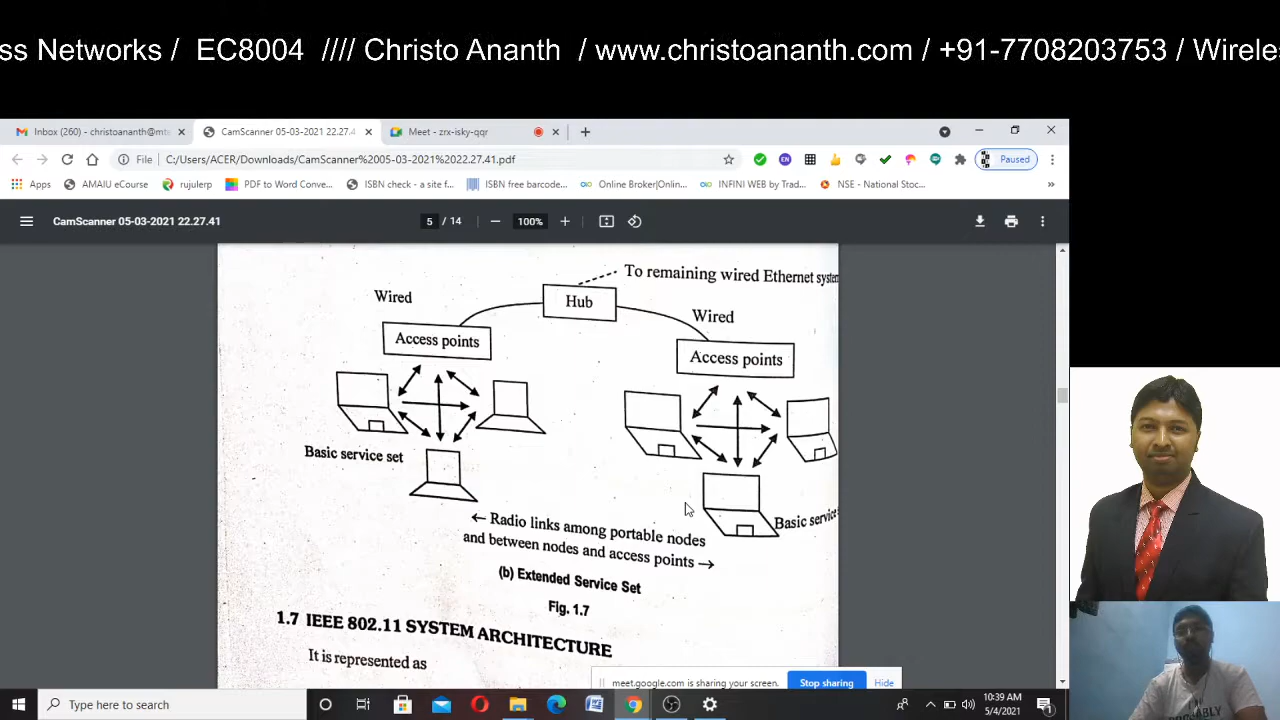 ss Networks / EC8004 //// Christo Ananth / www.christoananth.com / +91-7708203753 / Wirele
Inbox (260) - christoananth@mt
CamScanner 05-03-2021 22.27.4
Meet - zrx-isky-qqr
File
C:/Users/ACER/Downloads/CamScanner%2005-03-2021%2022.27.41.pdf
EN
Paused
Apps
AMAIU eCourse
rujulerp
PDF to Word Conve...
ISBN check - a site f...
ISBN free barcode...
Online Broker|Onlin...
INFINI WEB by Trad...
NSE - National Stoc...
»
CamScanner 05-03-2021 22.27.41
5 / 14
100%
To remaining wired Ethernet system
Wired
Hub
Wired
Access points
Access points
Basic service set
Basic service
← Radio links among portable nodes
and between nodes and access points →
(b) Extended Service Set
Fig. 1.7
1.7 IEEE 802.11 SYSTEM ARCHITECTURE
It is represented as
meet.google.com is sharing your screen.
Stop sharing
Hide
Type here to search
10:39 AM
5/4/2021
1